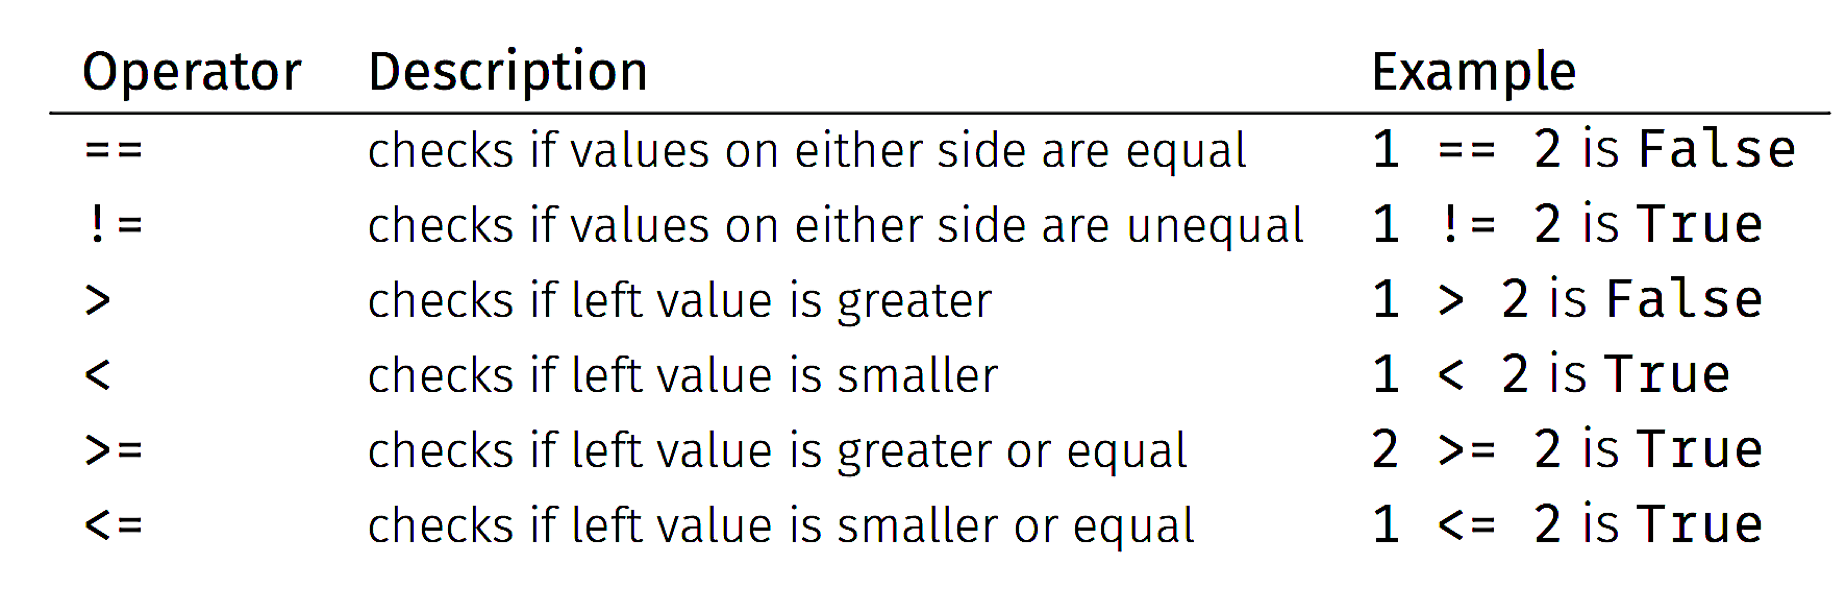 Operator Description Example
== checks if values on either side are equal 1 == 2 is False
!= checks if values on either side are unequal 1 != 2 is True
> checks if left value is greater 1 > 2 is False
< checks if left value is smaller 1 < 2 is True
>= checks if left value is greater or equal 2 >= 2 is True
<= checks if left value is smaller or equal 1 <= 2 is True